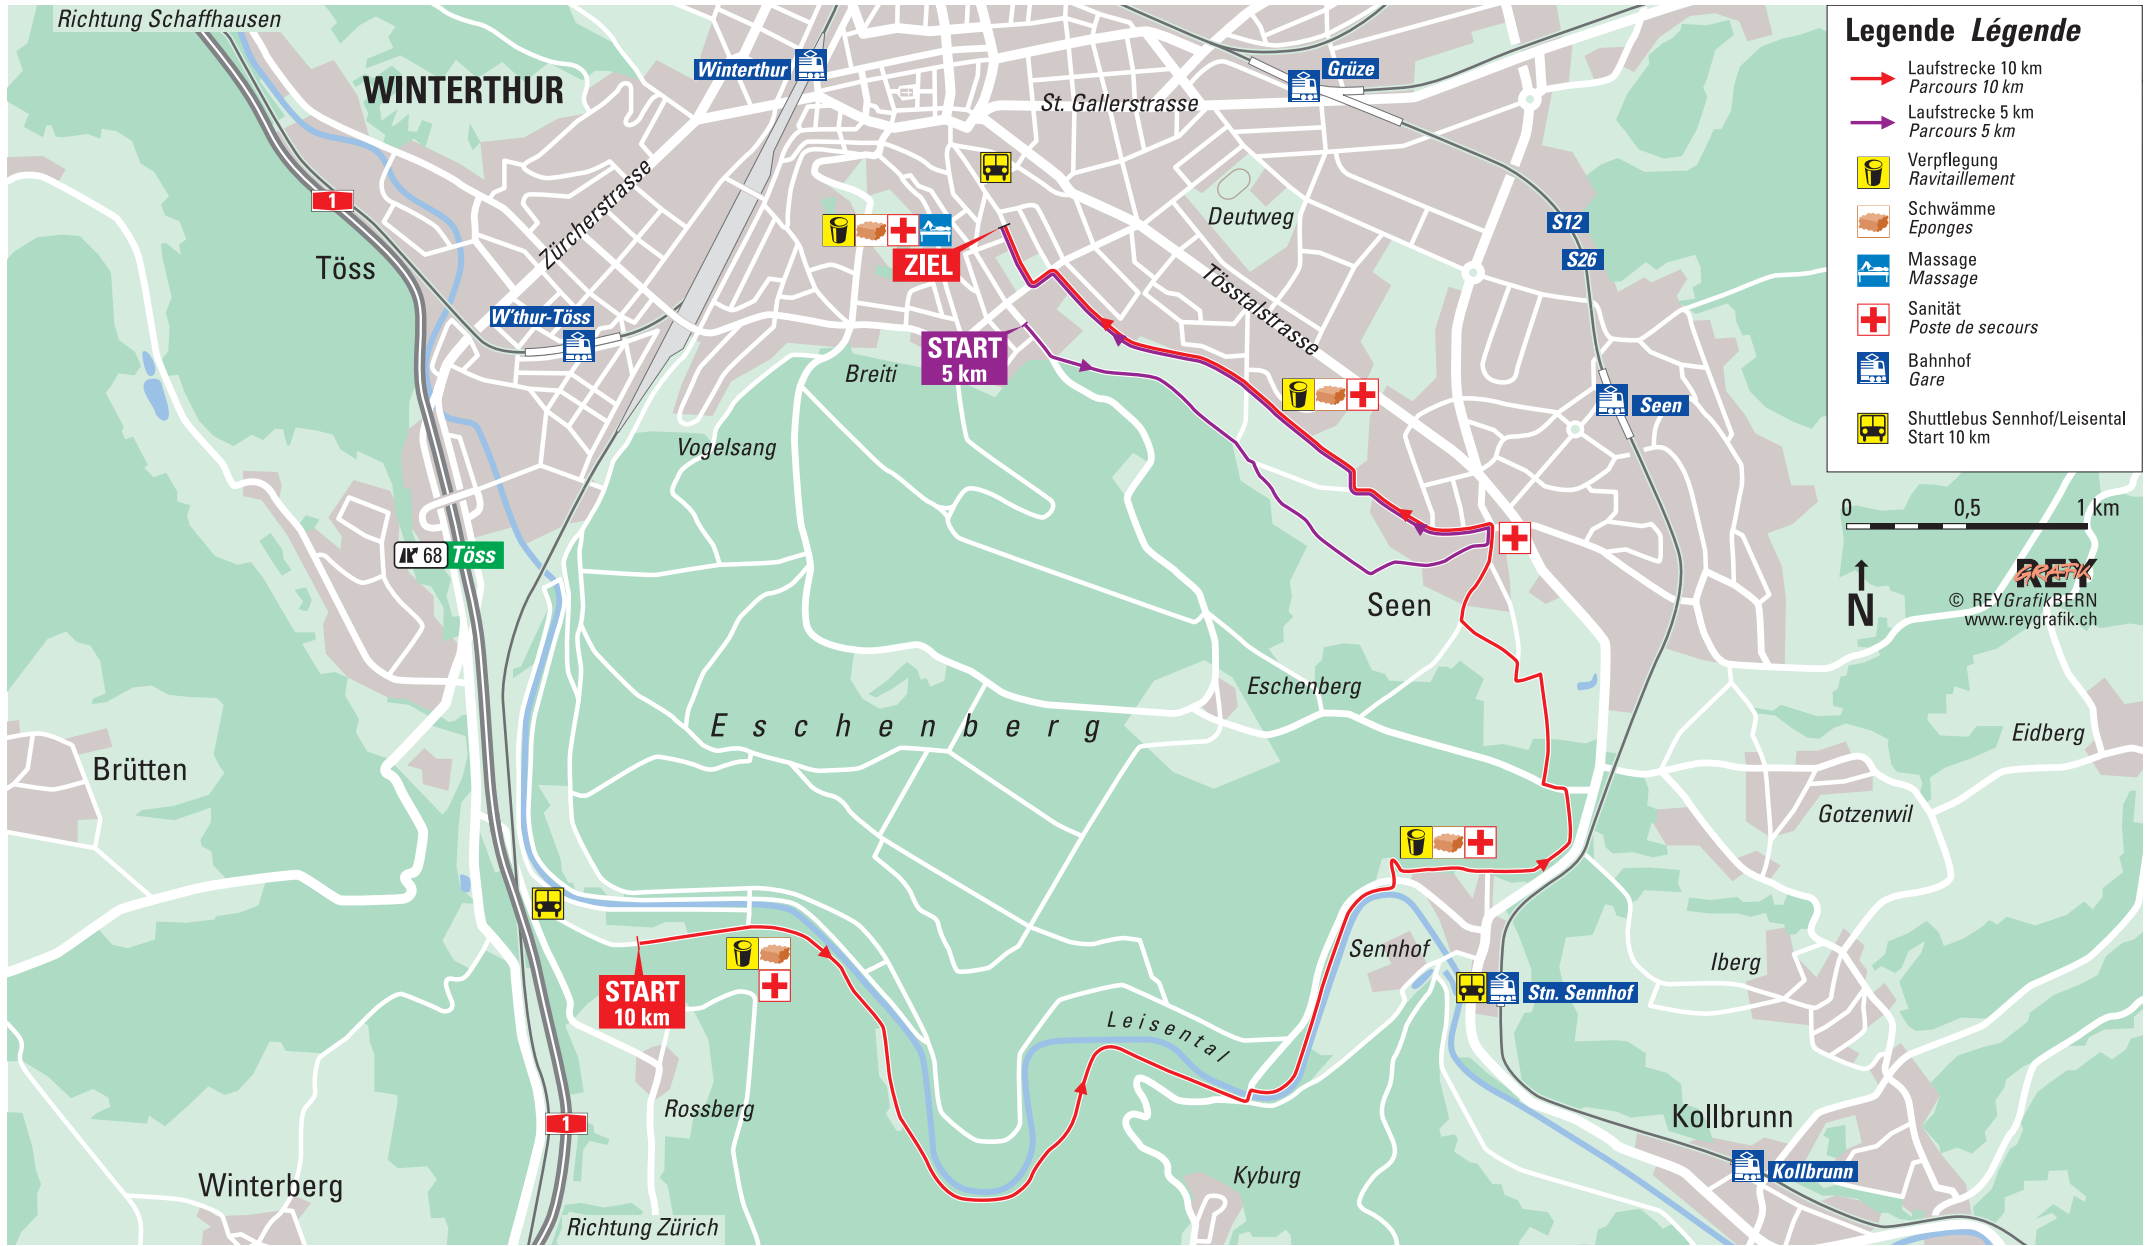 Richtung Schaffhausen
WINTERTHUR
Winterthur
Grüze
St. Gallerstrasse
Zürcherstrasse
1
Töss
Deutweg
S12
S26
ZIEL
W'thur-Töss
START
5 km
Breiti
Tösstalstrasse
Seen
Vogelsang
68 Töss
Seen
Eschenberg
Eschenberg
Brütten
Eidberg
Gotzenwil
START
10 km
Sennhof
Iberg
Stn. Sennhof
Leisental
Rossberg
1
Kollbrunn
Kollbrunn
Kyburg
Winterberg
Richtung Zürich
Legende Légende
Laufstrecke 10 km
Parcours 10 km
Laufstrecke 5 km
Parcours 5 km
Verpflegung
Ravitaillement
Schwämme
Eponges
Massage
Massage
Sanität
Poste de secours
Bahnhof
Gare
Shuttlebus Sennhof/Leisental
Start 10 km
0 0,5 1 km
N
REY
GRAFIK
© REYGrafikBERN
www.reygrafik.ch